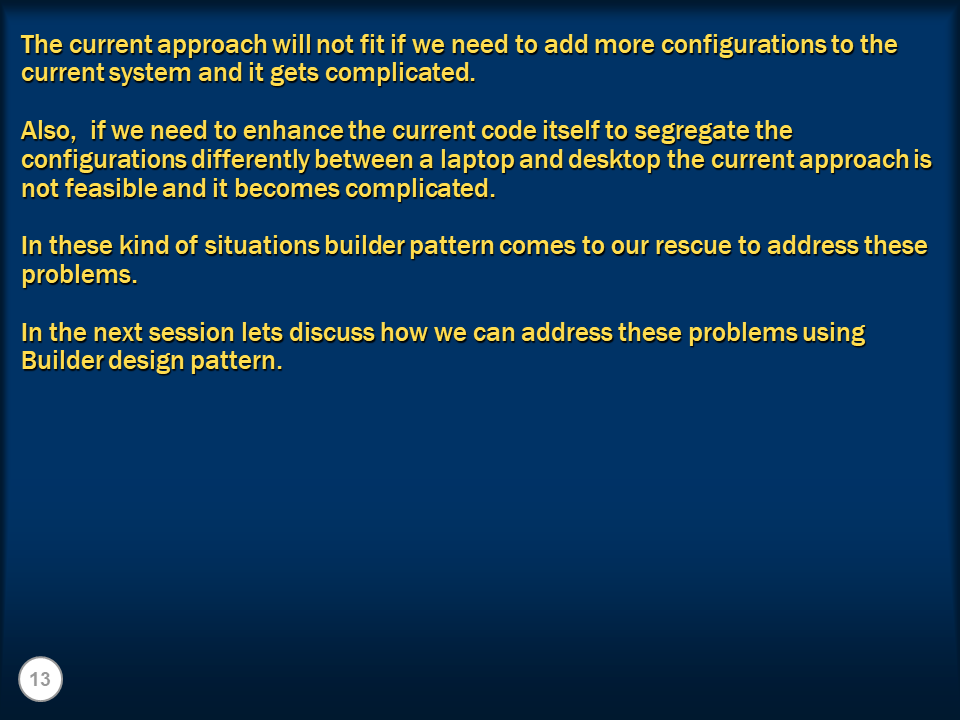 The current approach will not fit if we need to add more configurations to the
current system and it gets complicated.
Also,  if we need to enhance the current code itself to segregate the
configurations differently between a laptop and desktop the current approach is
not feasible and it becomes complicated.
In these kind of situations builder pattern comes to our rescue to address these
problems.
In the next session lets discuss how we can address these problems using
Builder design pattern.
13